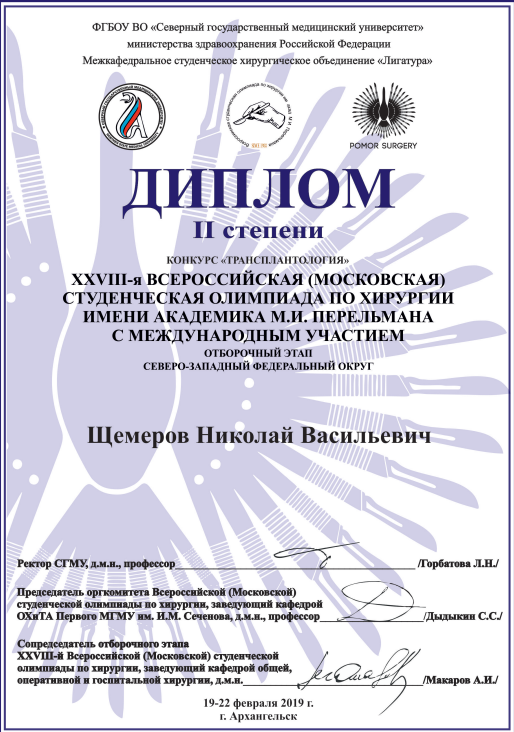 ФГБОУ ВО «Северный государственный медицинский университет»
министерства здравоохранения Российской Федерации
Межкафедральное студенческое хирургическое объединение «Лигатура»
POMOR SURGERY
ДИПЛОМ
II степени
КОНКУРС «ТРАНСПЛАНТОЛОГИЯ»
XXVIII-я ВСЕРОССИЙСКАЯ (МОСКОВСКАЯ)
СТУДЕНЧЕСКАЯ ОЛИМПИАДА ПО ХИРУРГИИ
ИМЕНИ АКАДЕМИКА М.И. ПЕРЕЛЬМАНА
С МЕЖДУНАРОДНЫМ УЧАСТИЕМ
ОТБОРОЧНЫЙ ЭТАП
СЕВЕРО-ЗАПАДНЫЙ ФЕДЕРАЛЬНЫЙ ОКРУГ
Щемеров Николай Васильевич
Ректор СГМУ, д.м.н., профессор /Горбатова Л.Н./
Председатель оргкомитета Всероссийской (Московской)
студенческой олимпиады по хирургии, заведующий кафедрой
ОХиТА Первого МГМУ им. И.М. Сеченова, д.м.н., профессор /Дыдыкин С.С./
Сопредседатель отборочного этапа
XXVIII-й Всероссийской (Московской) студенческой
олимпиады по хирургии, заведующий кафедрой общей,
оперативной и госпитальной хирургии, д.м.н. /Макаров А.И./
19-22 февраля 2019 г.
г. Архангельск